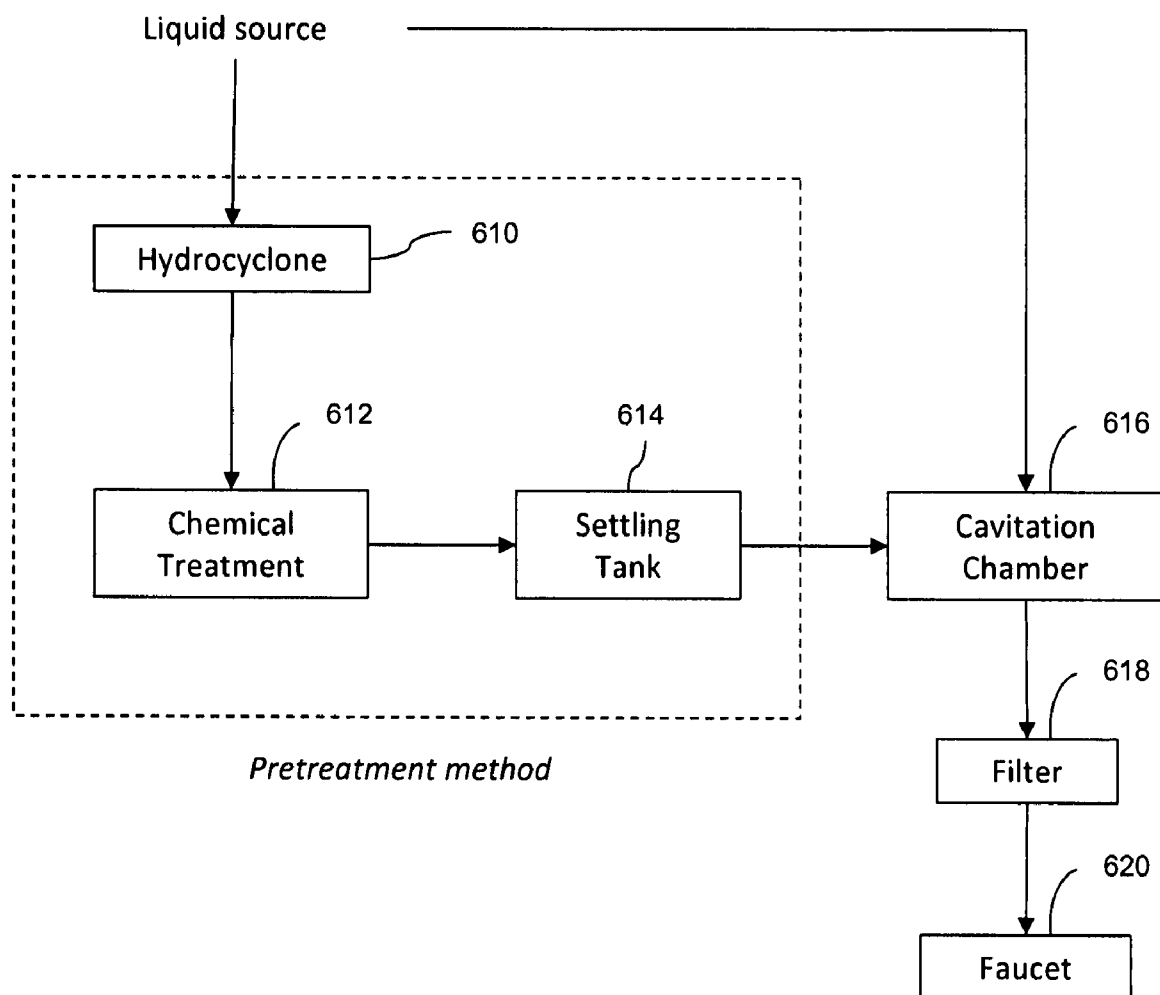 Liquid source
Hydrocyclone
610
612
614
616
Chemical
Treatment
Settling
Tank
Cavitation
Chamber
618
Pretreatment method
Filter
620
Faucet